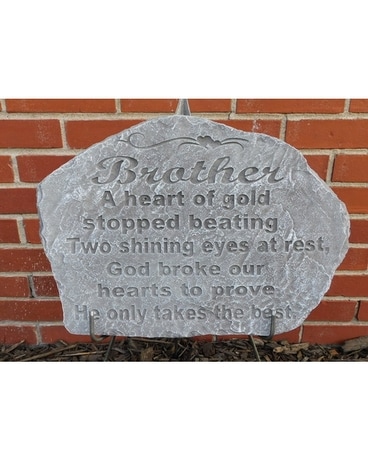 Brother
A heart of gold
stopped beating
Two shining eyes at rest,
God broke our
hearts to prove
He only takes the best.